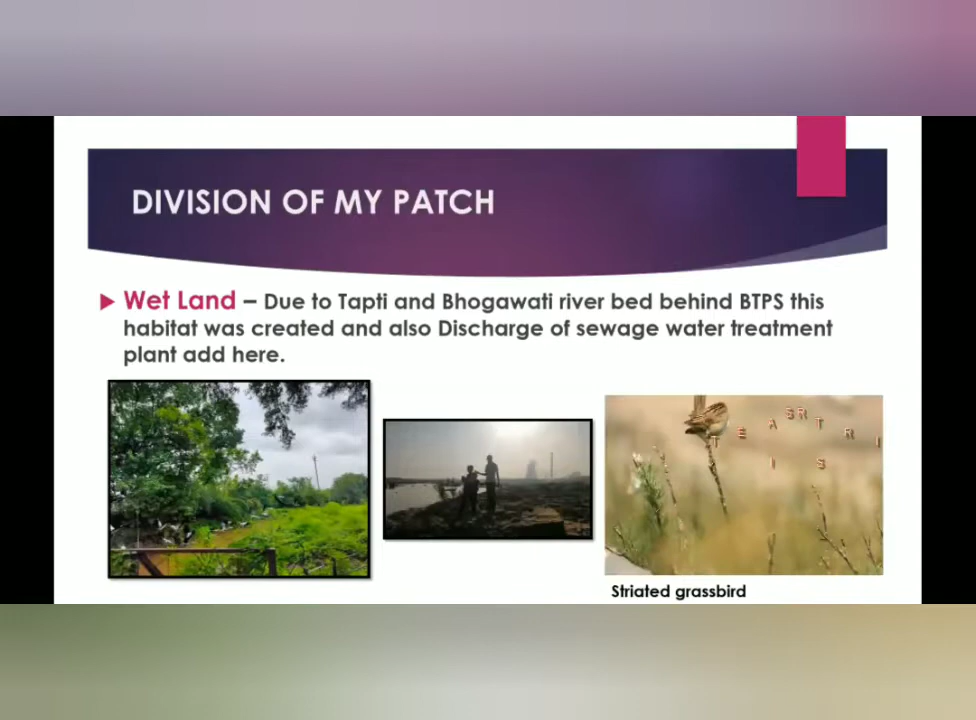 DIVISION OF MY PATCH
Wet Land – Due to Tapti and Bhogawati river bed behind BTPS this
habitat was created and also Discharge of sewage water treatment
plant add here.
Striated grassbird